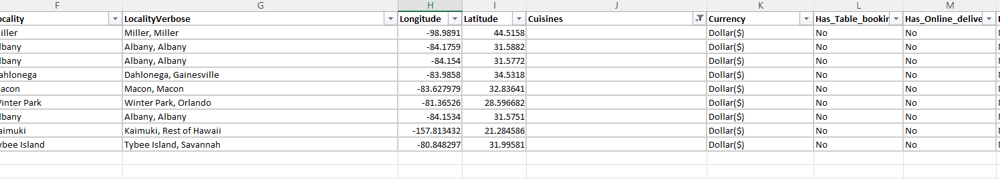 F G H I J K L M
ocality LocalityVerbose Longitude Latitude Cuisines Currency Has_Table_bookin Has_Online_delive
iller Miller, Miller -98.9891 44.5158 Dollar($) No No
lbany Albany, Albany -84.1759 31.5882 Dollar($) No No
lbany Albany, Albany -84.154 31.5772 Dollar($) No No
ahlonega Dahlonega, Gainesville -83.9858 34.5318 Dollar($) No No
acon Macon, Macon -83.627979 32.83641 Dollar($) No No
inter Park Winter Park, Orlando -81.36526 28.596682 Dollar($) No No
lbany Albany, Albany -84.1534 31.5751 Dollar($) No No
aimuki Kaimuki, Rest of Hawaii -157.813432 21.284586 Dollar($) No No
ybee Island Tybee Island, Savannah -80.848297 31.99581 Dollar($) No No